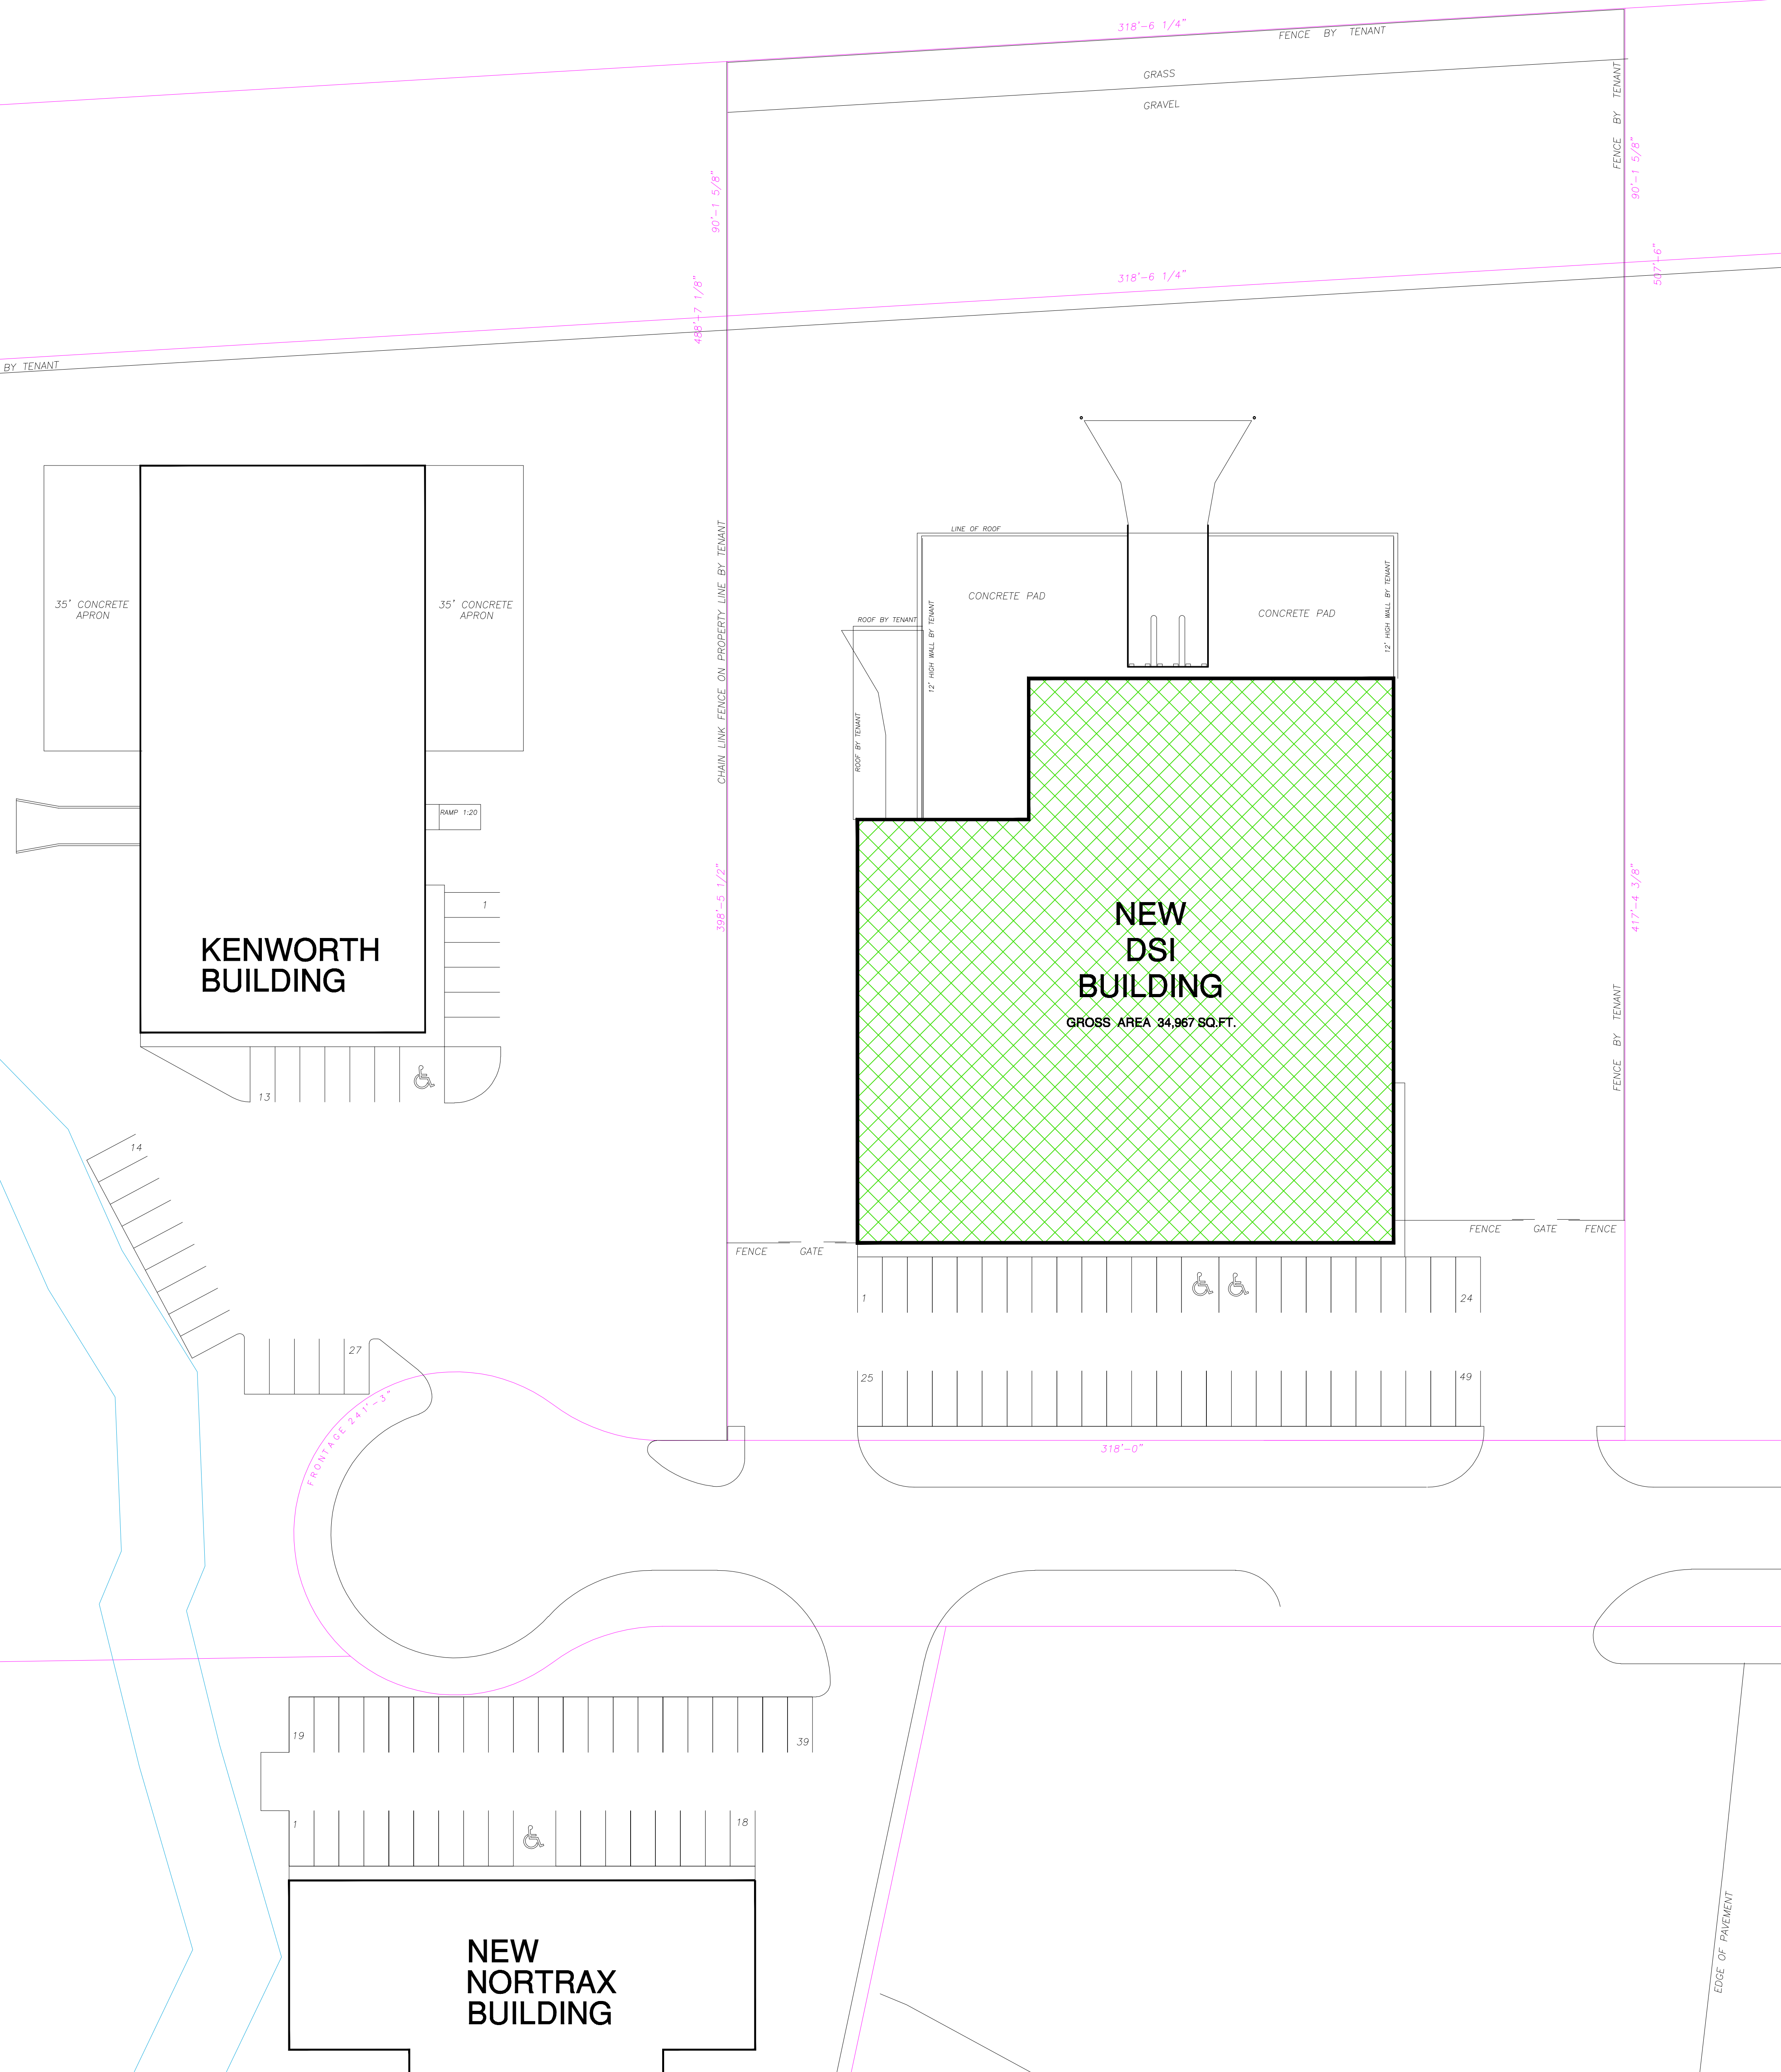 318'-6 1/4"
FENCE BY TENANT
GRASS
GRAVEL
FENCE BY TENANT
90'-1 5/8"
90'-1 5/8"
318'-6 1/4"
488'-7 1/8"
507'-6"
BY TENANT
LINE OF ROOF
CONCRETE PAD
CONCRETE PAD
12' HIGH WALL BY TENANT
12' HIGH WALL BY TENANT
ROOF BY TENANT
ROOF BY TENANT
CHAIN LINK FENCE ON PROPERTY LINE BY TENANT
35' CONCRETE
APRON
35' CONCRETE
APRON
RAMP 1:20
1
KENWORTH
BUILDING
13
14
27
398'-5 1/2"
417'-4 3/8"
NEW
DSI
BUILDING
GROSS AREA 34,967 SQ.FT.
FENCE BY TENANT
FENCE GATE
FENCE GATE FENCE
1
24
25
49
318'-0"
FRONTAGE 241'-3"
19
39
1
18
NEW
NORTRAX
BUILDING
EDGE OF PAVEMENT